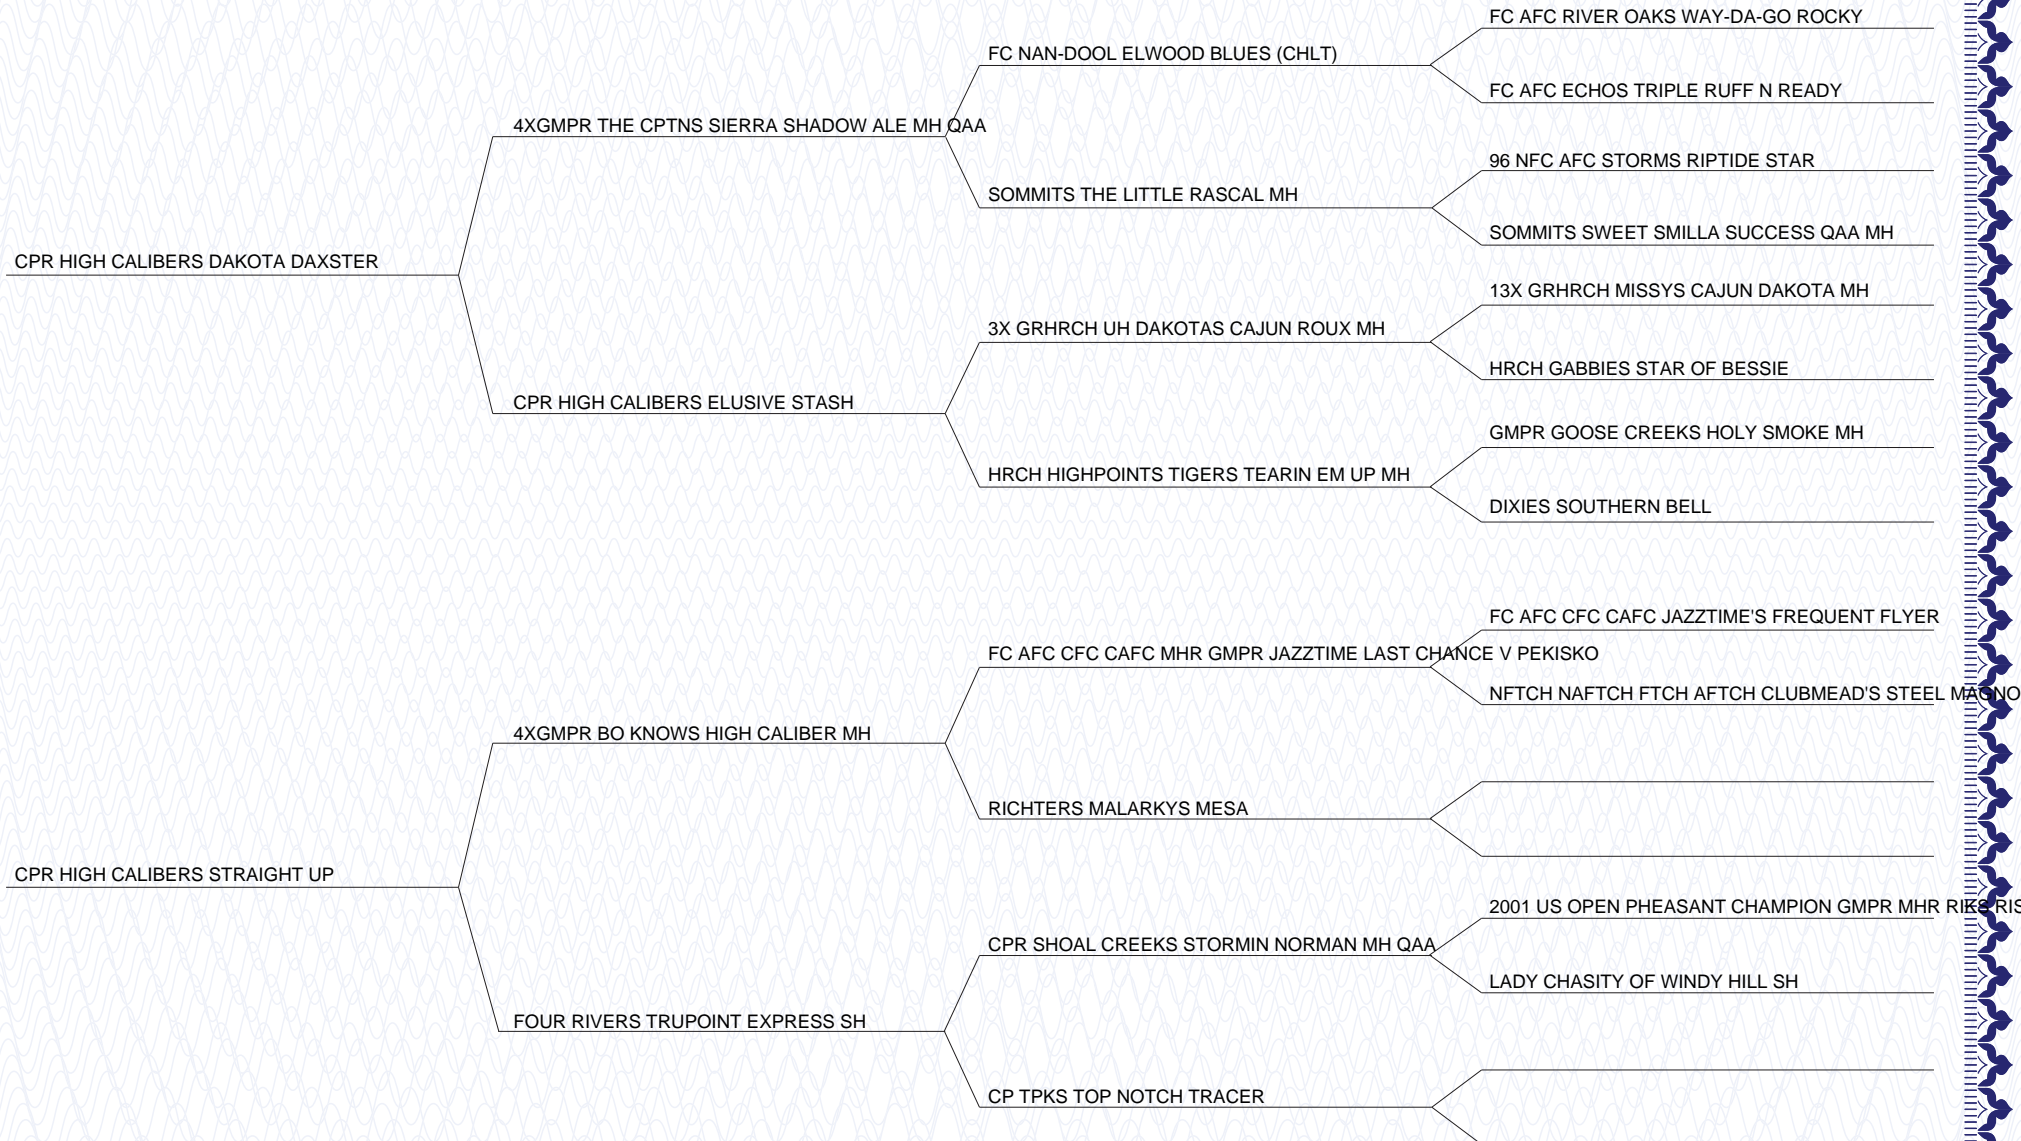 FC AFC RIVER OAKS WAY-DA-GO ROCKY
FC NAN-DOOL ELWOOD BLUES (CHLT)
FC AFC ECHOS TRIPLE RUFF N READY
4XGMPR THE CPTNS SIERRA SHADOW ALE MH QAA
96 NFC AFC STORMS RIPTIDE STAR
SOMMITS THE LITTLE RASCAL MH
SOMMITS SWEET SMILLA SUCCESS QAA MH
CPR HIGH CALIBERS DAKOTA DAXSTER
13X GRHRCH MISSYS CAJUN DAKOTA MH
3X GRHRCH UH DAKOTAS CAJUN ROUX MH
HRCH GABBIES STAR OF BESSIE
CPR HIGH CALIBERS ELUSIVE STASH
GMPR GOOSE CREEKS HOLY SMOKE MH
HRCH HIGHPOINTS TIGERS TEARIN EM UP MH
DIXIES SOUTHERN BELL
FC AFC CFC CAFC JAZZTIME'S FREQUENT FLYER
FC AFC CFC CAFC MHR GMPR JAZZTIME LAST CHANCE V PEKISKO
NFTCH NAFTCH FTCH AFTCH CLUBMEAD'S STEEL MAGNO
4XGMPR BO KNOWS HIGH CALIBER MH
RICHTERS MALARKYS MESA
CPR HIGH CALIBERS STRAIGHT UP
2001 US OPEN PHEASANT CHAMPION GMPR MHR RIKS RIS
CPR SHOAL CREEKS STORMIN NORMAN MH QAA
LADY CHASITY OF WINDY HILL SH
FOUR RIVERS TRUPOINT EXPRESS SH
CP TPKS TOP NOTCH TRACER